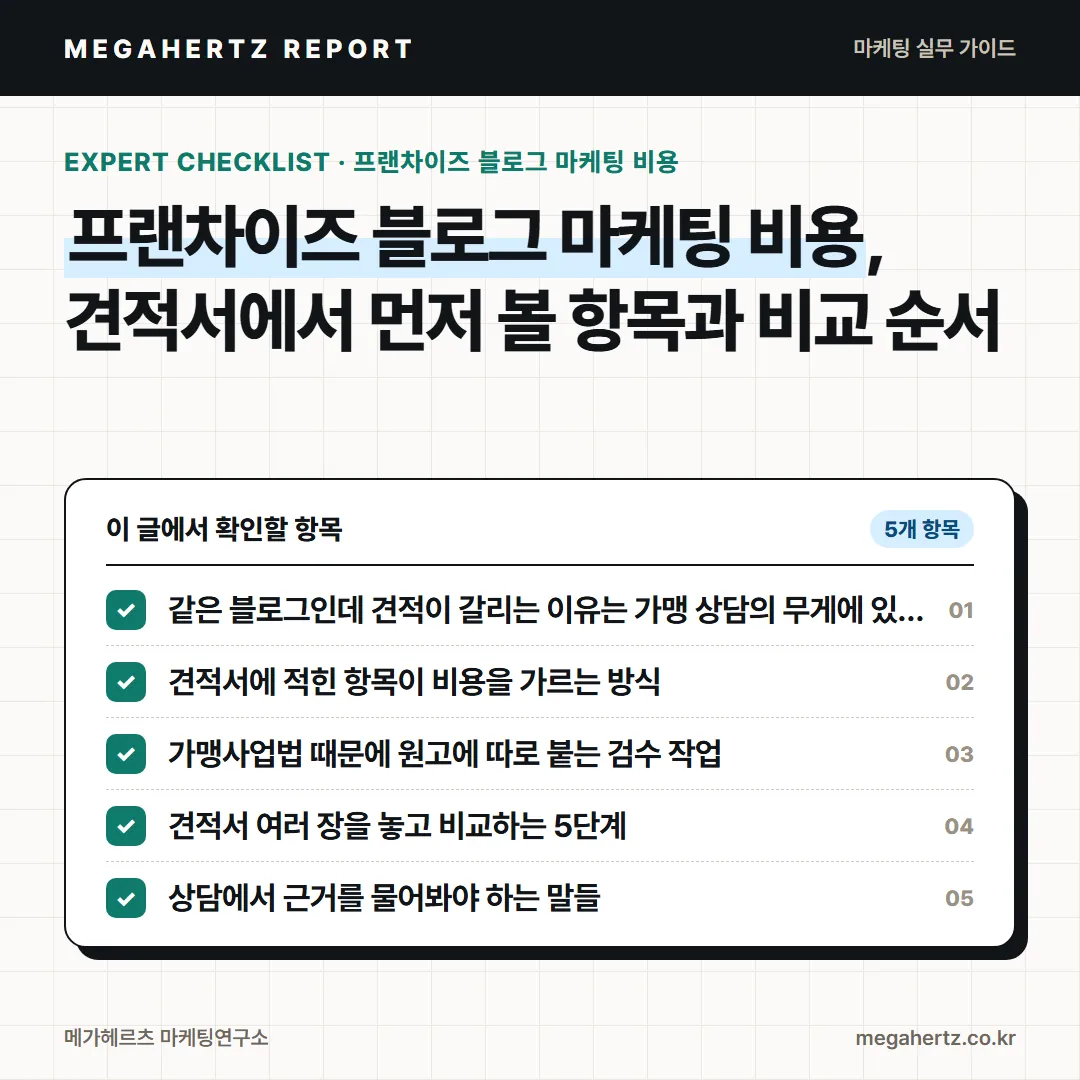 MEGAHERTZ REPORT
마케팅 실무 가이드
EXPERT CHECKLIST · 프랜차이즈 블로그 마케팅 비용
프랜차이즈 블로그 마케팅 비용,
견적서에서 먼저 볼 항목과 비교 순서
이 글에서 확인할 항목
5개 항목
같은 블로그인데 견적이 갈리는 이유는 가맹 상담의 무게에 있... 01
견적서에 적힌 항목이 비용을 가르는 방식 02
가맹사업법 때문에 원고에 따로 붙는 검수 작업 03
견적서 여러 장을 놓고 비교하는 5단계 04
상담에서 근거를 물어봐야 하는 말들 05
메가헤르츠 마케팅연구소
megahertz.co.kr